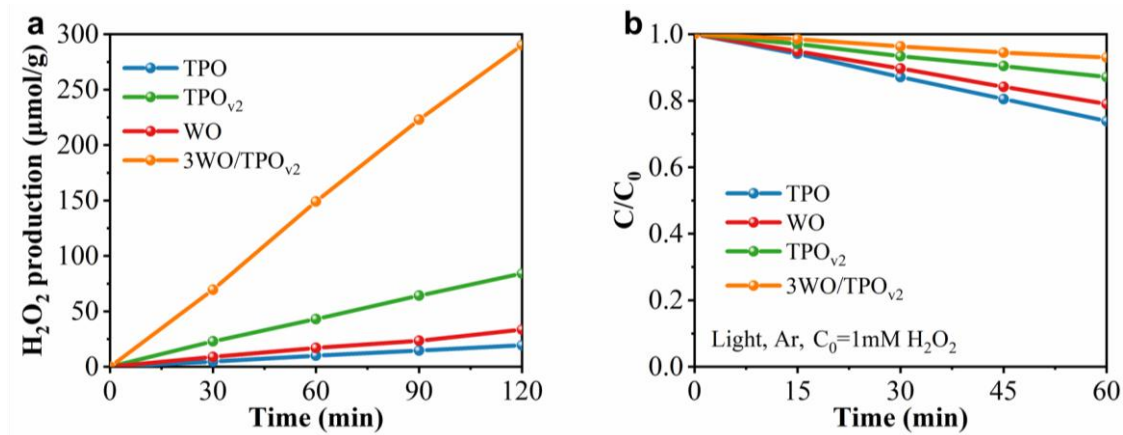 a
H₂O₂ production (μmol/g)
300
250
200
150
100
50
0
TPO
TPOᵥ₂
WO
3WO/TPOᵥ₂
0 30 60 90 120
Time (min)
b
C/C₀
1.0
0.8
0.6
0.4
0.2
0.0
TPO
WO
TPOᵥ₂
3WO/TPOᵥ₂
Light, Ar, C₀=1mM H₂O₂
0 15 30 45 60
Time (min)